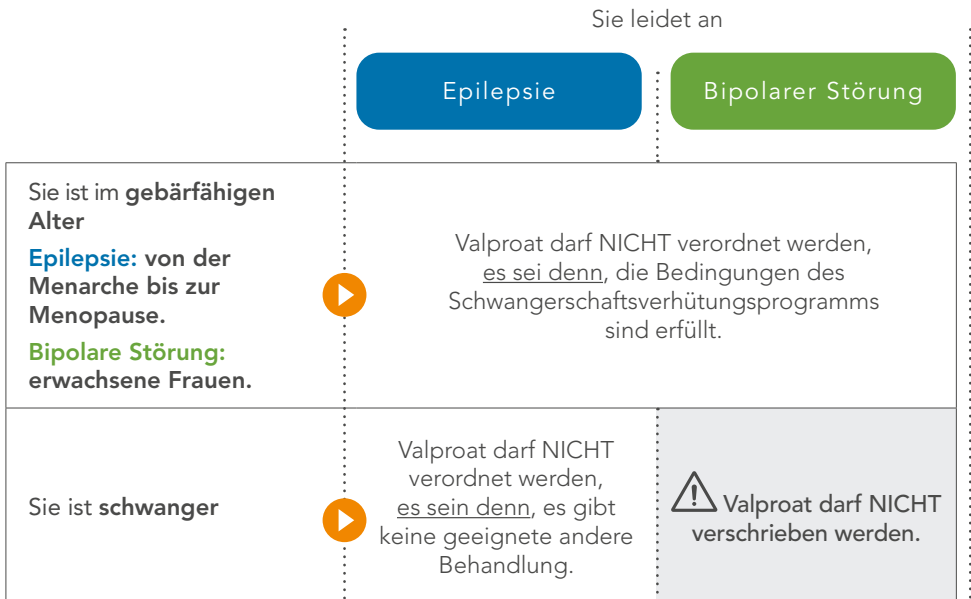 Sie leidet an
Epilepsie
Bipolarer Störung
Sie ist im gebärfähigen
Alter
Epilepsie: von der
Menarche bis zur
Menopause.
Bipolare Störung:
erwachsene Frauen.
Valproat darf NICHT verordnet werden,
es sei denn, die Bedingungen des
Schwangerschaftsverhütungsprogramms
sind erfüllt.
Sie ist schwanger
Valproat darf NICHT
verordnet werden,
es sein denn, es gibt
keine geeignete andere
Behandlung.
Valproat darf NICHT
verschrieben werden.